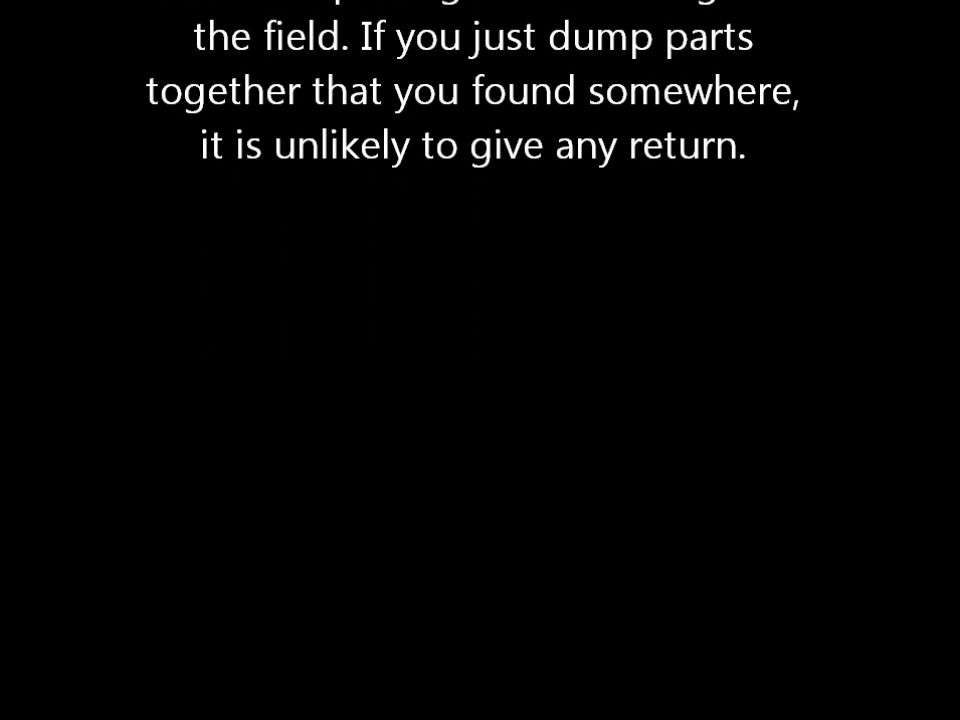 the field. If you just dump parts
together that you found somewhere,
it is unlikely to give any return.